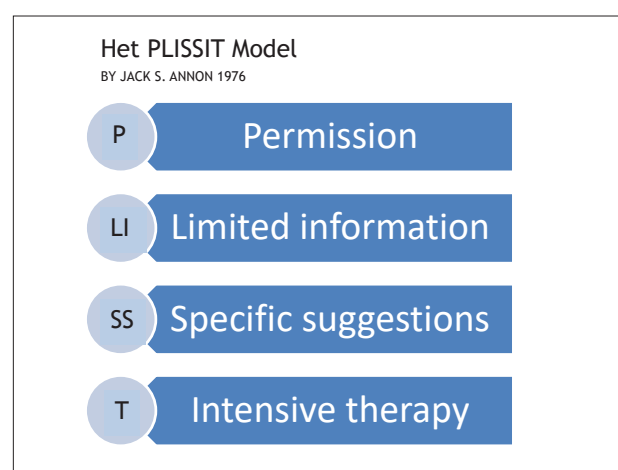 Het PLISSIT Model
BY JACK S. ANNON 1976
P Permission
LI Limited information
SS Specific suggestions
T Intensive therapy